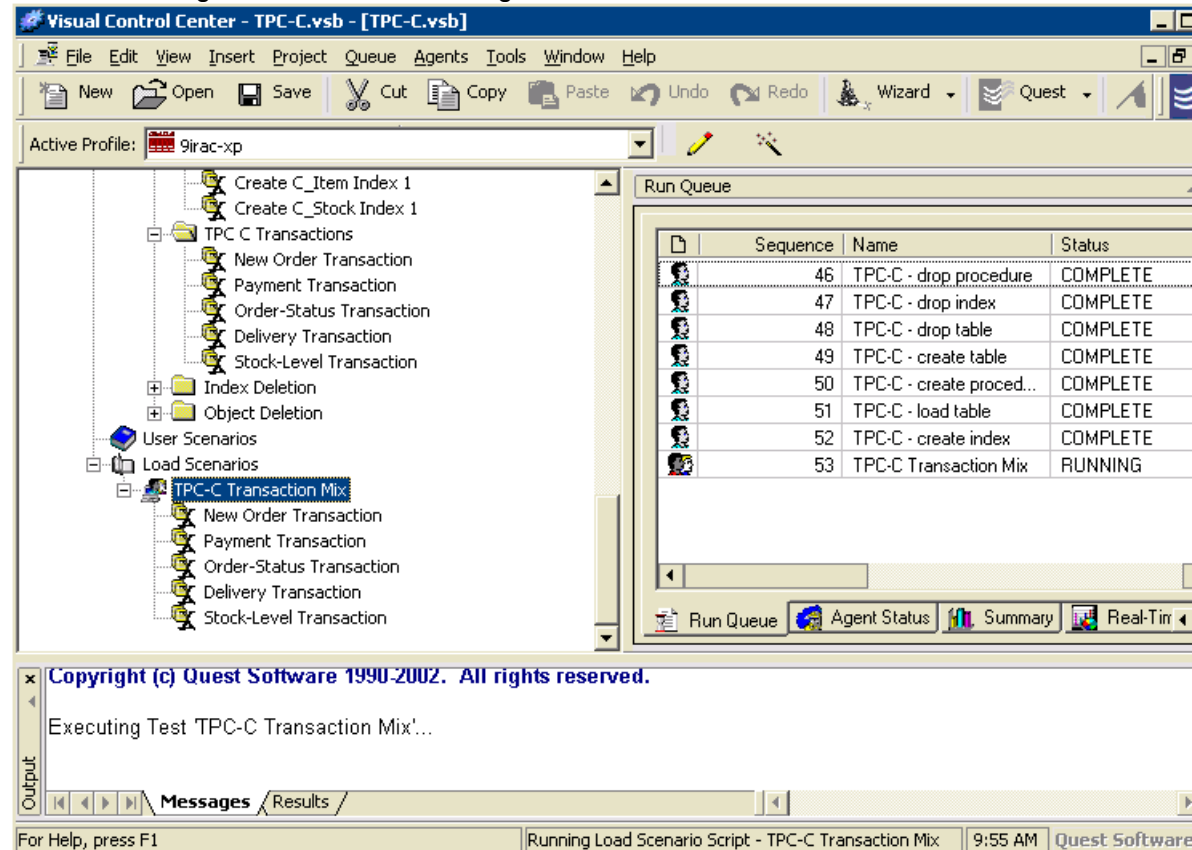 Visual Control Center - TPC-C.vsb - [TPC-C.vsb]
File Edit View Insert Project Queue Agents Tools Window Help
New Open Save Cut Copy Paste Undo Redo Wizard Quest
Active Profile: 9irac-xp
Create C_Item Index 1
Create C_Stock Index 1
TPC C Transactions
New Order Transaction
Payment Transaction
Order-Status Transaction
Delivery Transaction
Stock-Level Transaction
Index Deletion
Object Deletion
User Scenarios
Load Scenarios
TPC-C Transaction Mix
New Order Transaction
Payment Transaction
Order-Status Transaction
Delivery Transaction
Stock-Level Transaction
Run Queue
Sequence Name Status
46 TPC-C - drop procedure COMPLETE
47 TPC-C - drop index COMPLETE
48 TPC-C - drop table COMPLETE
49 TPC-C - create table COMPLETE
50 TPC-C - create proced... COMPLETE
51 TPC-C - load table COMPLETE
52 TPC-C - create index COMPLETE
53 TPC-C Transaction Mix RUNNING
Run Queue Agent Status Summary Real-Tim
Copyright (c) Quest Software 1990-2002. All rights reserved.
Executing Test 'TPC-C Transaction Mix'...
Output
Messages Results
For Help, press F1 Running Load Scenario Script - TPC-C Transaction Mix 9:55 AM Quest Software